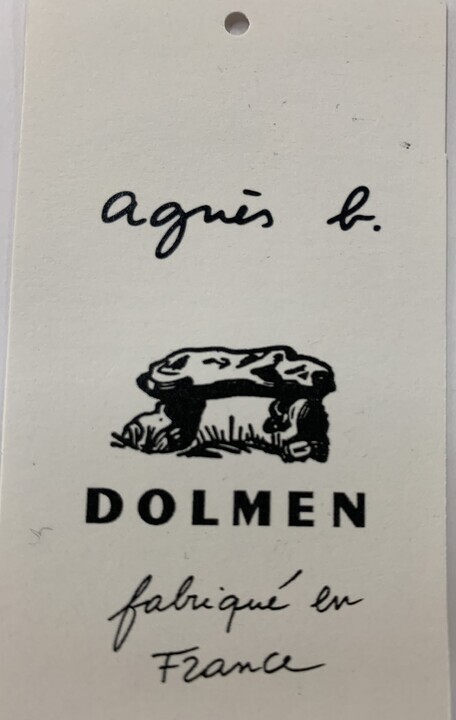 agnès b.
DOLMEN
fabriqué en
France